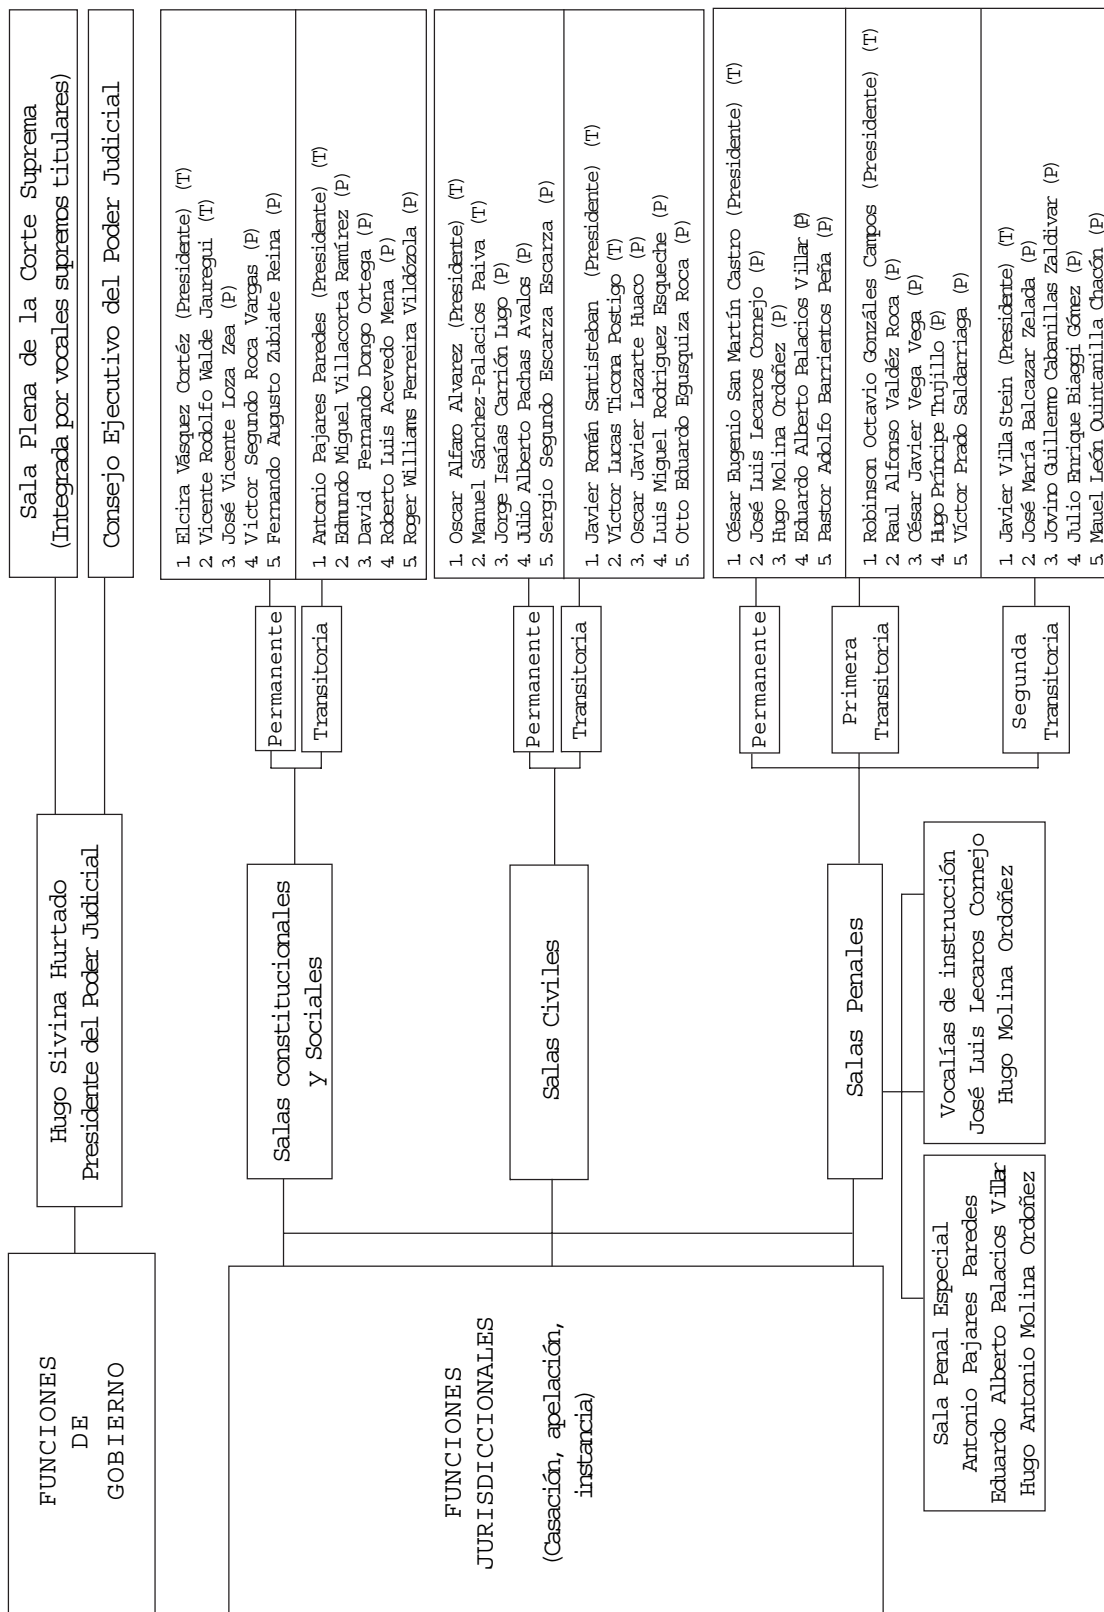 FUNCIONES
DE
GOBIERNO
Hugo Sivina Hurtado
Presidente del Poder Judicial
Sala Plena de la Corte Suprema
(Integrada por vocales supremos titulares)
Consejo Ejecutivo del Poder Judicial
FUNCIONES
JURISDICCIONALES
(Casación, apelación,
instancia)
Salas constitucionales
y Sociales
Permanente
1. Elcira Vásquez Cortéz (Presidente) (T)
2. Vicente Rodolfo Walde Jauregui (T)
3. José Vicente Loza Zea (P)
4. Victor Segundo Roca Vargas (P)
5. Fernando Augusto Zubiate Reina (P)
Transitoria
1. Antonio Pajares Paredes (Presidente) (T)
2. Edmundo Miguel Villacorta Ramírez (P)
3. David Fernando Dongo Ortega (P)
4. Roberto Luis Acevedo Mena (P)
5. Roger Williams Ferreira Vildózola (P)
Salas Civiles
Permanente
1. Oscar Alfaro Alvarez (Presidente) (T)
2. Manuel Sánchez-Palacios Paiva (T)
3. Jorge Isaías Carrión Lugo (P)
4. Julio Alberto Pachas Avalos (P)
5. Sergio Segundo Escarza Escarza (P)
Transitoria
1. Javier Román Santisteban (Presidente) (T)
2. Víctor Lucas Ticona Postigo (T)
3. Oscar Javier Lazarte Huaco (P)
4. Luis Miguel Rodriguez Esqueche (P)
5. Otto Eduardo Egusquiza Roca (P)
Salas Penales
Permanente
1. César Eugenio San Martín Castro (Presidente) (T)
2. José Luis Lecaros Cornejo (P)
3. Hugo Molina Ordoñez (P)
4. Eduardo Alberto Palacios Villar (P)
5. Pastor Adolfo Barrientos Peña (P)
Primera
Transitoria
1. Robinson Octavio Gonzáles Campos (Presidente) (T)
2. Raul Alfonso Valdéz Roca (P)
3. César Javier Vega Vega (P)
4. Hugo Príncipe Trujillo (P)
5. Víctor Prado Saldarriaga (P)
Segunda
Transitoria
1. Javier Villa Stein (Presidente) (T)
2. José María Balcazar Zelada (P)
3. Jovino Guillermo Cabanillas Zaldivar (P)
4. Julio Enrique Biaggi Gómez (P)
5. Mauel León Quintanilla Chacón (P)
Sala Penal Especial
Antonio Pajares Paredes
Eduardo Alberto Palacios Villar
Hugo Antonio Molina Ordoñez
Vocalías de instrucción
José Luis Lecaros Cornejo
Hugo Molina Ordoñez